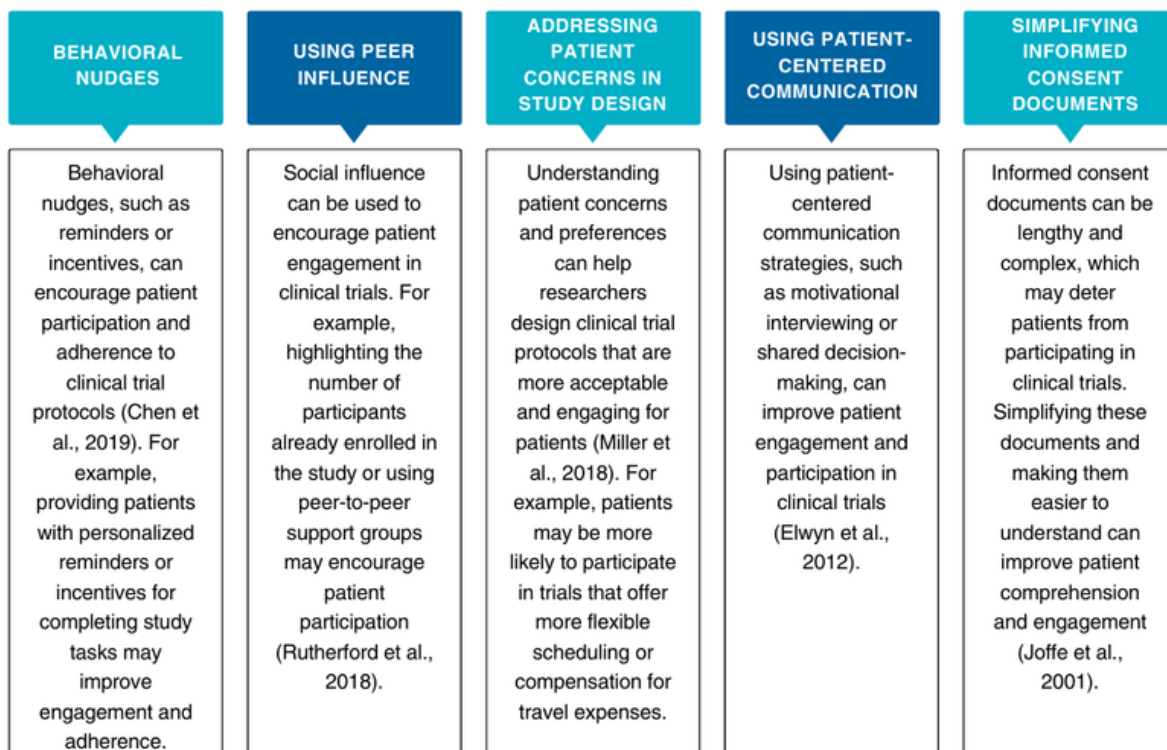 BEHAVIORAL
NUDGES
Behavioral
nudges, such as
reminders or
incentives, can
encourage patient
participation and
adherence to
clinical trial
protocols (Chen et
al., 2019). For
example,
providing patients
with personalized
reminders or
incentives for
completing study
tasks may
improve
engagement and
adherence.
USING PEER
INFLUENCE
Social influence
can be used to
encourage patient
engagement in
clinical trials. For
example,
highlighting the
number of
participants
already enrolled in
the study or using
peer-to-peer
support groups
may encourage
patient
participation
(Rutherford et al.,
2018).
ADDRESSING
PATIENT
CONCERNS IN
STUDY DESIGN
Understanding
patient concerns
and preferences
can help
researchers
design clinical trial
protocols that are
more acceptable
and engaging for
patients (Miller et
al., 2018). For
example, patients
may be more
likely to participate
in trials that offer
more flexible
scheduling or
compensation for
travel expenses.
USING PATIENT-
CENTERED
COMMUNICATION
Using patient-
centered
communication
strategies, such
as motivational
interviewing or
shared decision-
making, can
improve patient
engagement and
participation in
clinical trials
(Elwyn et al.,
2012).
SIMPLIFYING
INFORMED
CONSENT
DOCUMENTS
Informed consent
documents can be
lengthy and
complex, which
may deter
patients from
participating in
clinical trials.
Simplifying these
documents and
making them
easier to
understand can
improve patient
comprehension
and engagement
(Joffe et al.,
2001).